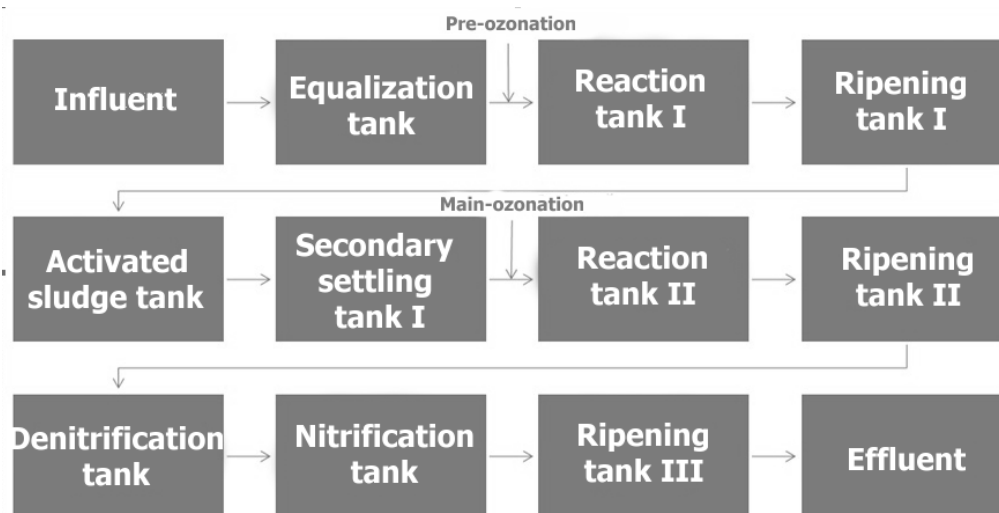 Pre-ozonation
Influent
Equalization
tank
Reaction
tank I
Ripening
tank I
Main-ozonation
Activated
sludge tank
Secondary
settling
tank I
Reaction
tank II
Ripening
tank II
Denitrification
tank
Nitrification
tank
Ripening
tank III
Effluent